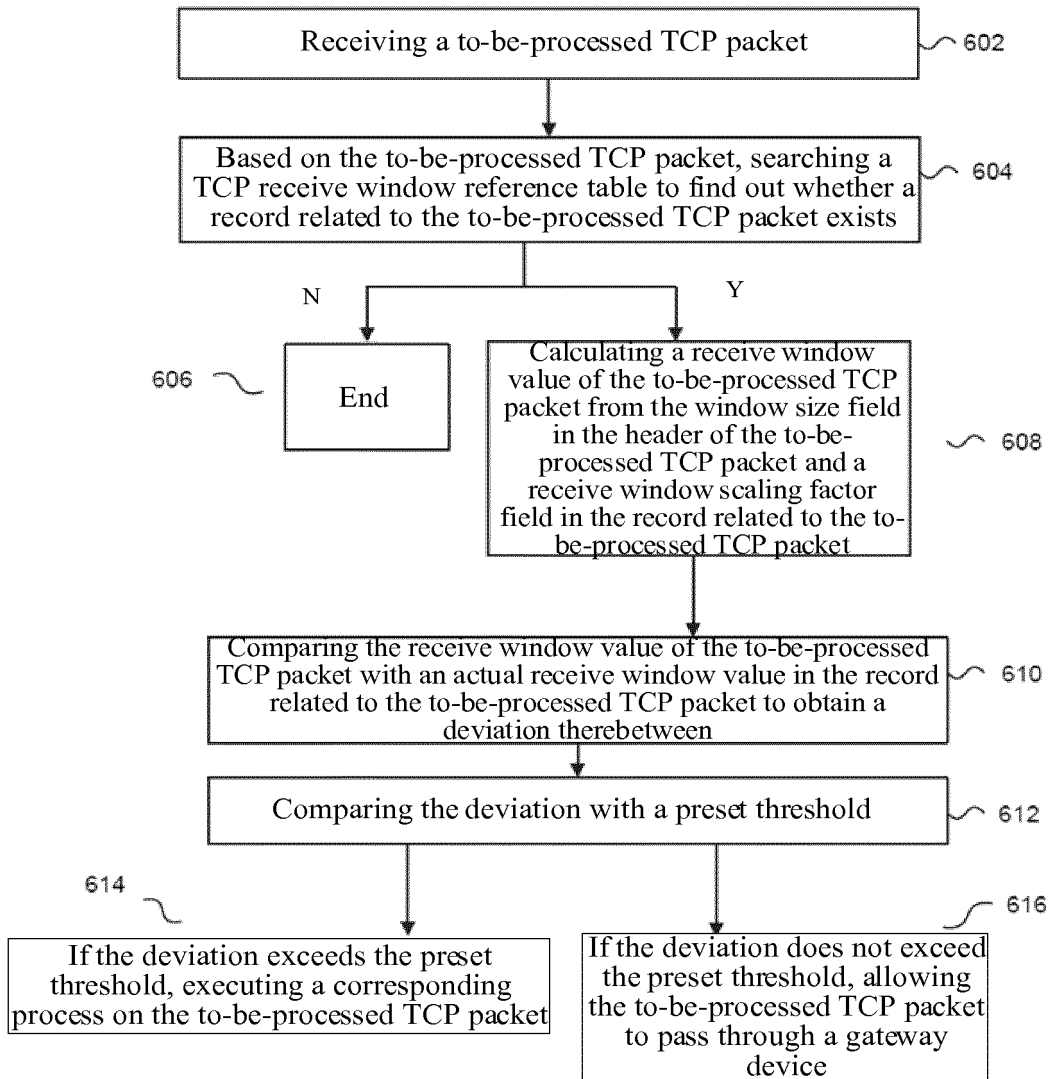 Receiving a to-be-processed TCP packet
602
Based on the to-be-processed TCP packet, searching a
TCP receive window reference table to find out whether a
record related to the to-be-processed TCP packet exists
604
N
Y
606
End
Calculating a receive window
value of the to-be-processed TCP
packet from the window size field
in the header of the to-be-
processed TCP packet and a
receive window scaling factor
field in the record related to the to-
be-processed TCP packet
608
Comparing the receive window value of the to-be-processed
TCP packet with an actual receive window value in the record
related to the to-be-processed TCP packet to obtain a
deviation therebetween
610
Comparing the deviation with a preset threshold
612
614
616
If the deviation exceeds the preset
threshold, executing a corresponding
process on the to-be-processed TCP packet
If the deviation does not exceed
the preset threshold, allowing
the to-be-processed TCP packet
to pass through a gateway
device